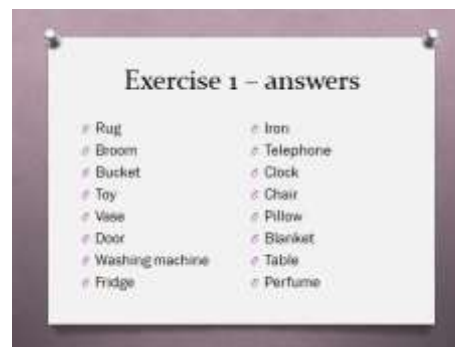 Exercise 1 – answers
Rug
Broom
Bucket
Toy
Vase
Door
Washing machine
Fridge
Iron
Telephone
Clock
Chair
Pillow
Blanket
Table
Perfume